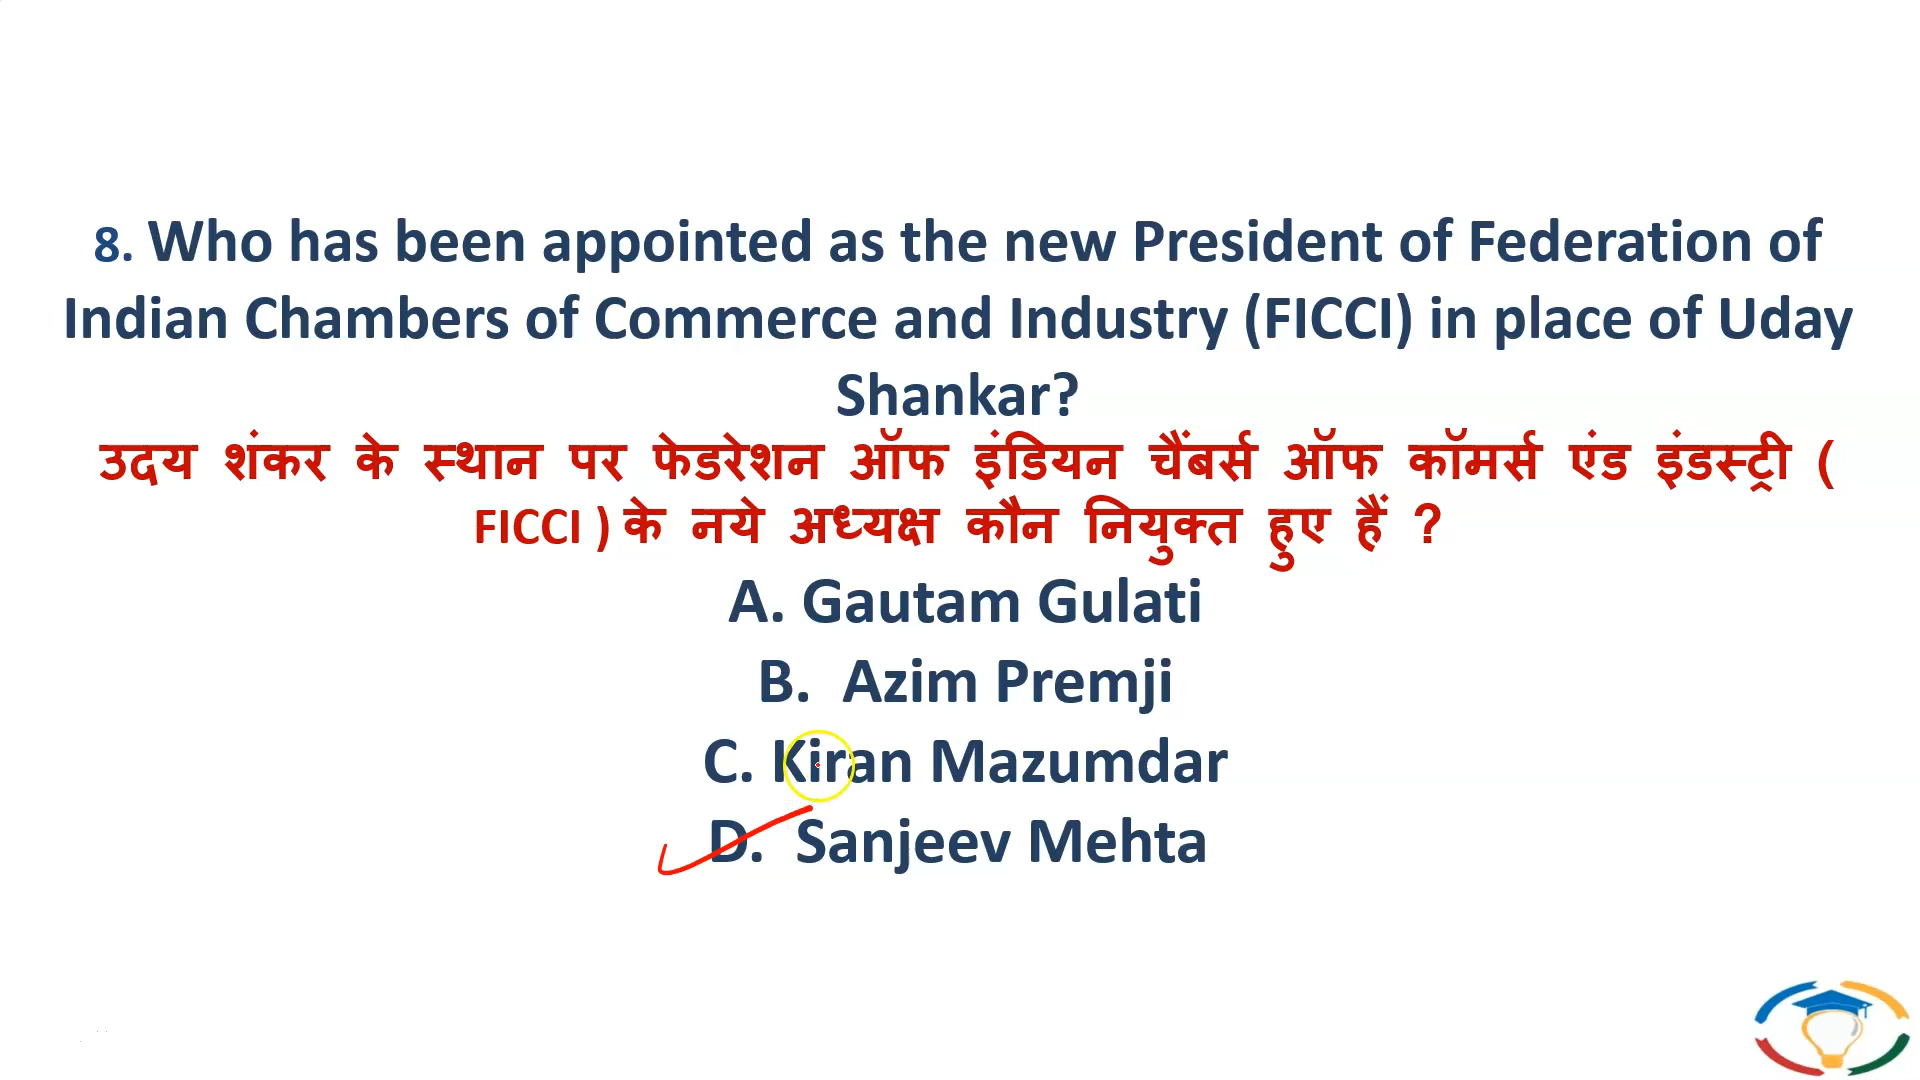 8. Who has been appointed as the new President of Federation of
Indian Chambers of Commerce and Industry (FICCI) in place of Uday
Shankar?
उदय शंकर के स्थान पर फेडरेशन ऑफ इंडियन चैंबर्स ऑफ कॉमर्स एंड इंडस्ट्री (
FICCI ) के नये अध्यक्ष कौन नियुक्त हुए हैं ?
A. Gautam Gulati
B. Azim Premji
C. Kiran Mazumdar
D. Sanjeev Mehta